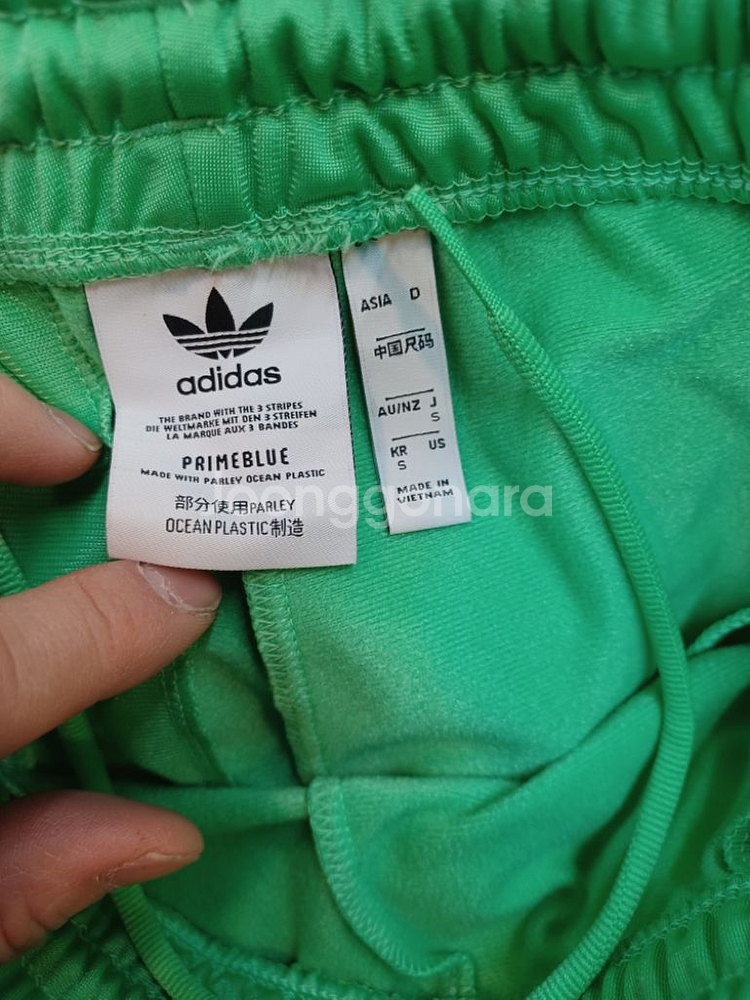 adidas
THE BRAND WITH THE 3 STRIPES
DIE WELTMARKE MIT DEN 3 STREIFEN
LA MARQUE AUX 3 BANDES
PRIMEBLUE
MADE WITH PARLEY OCEAN PLASTIC
部分使用PARLEY
OCEAN PLASTIC制造
ASIA D
中国尺码
AU/NZ J
S
KR US
S
MADE IN
VIETNAM
joonggonara